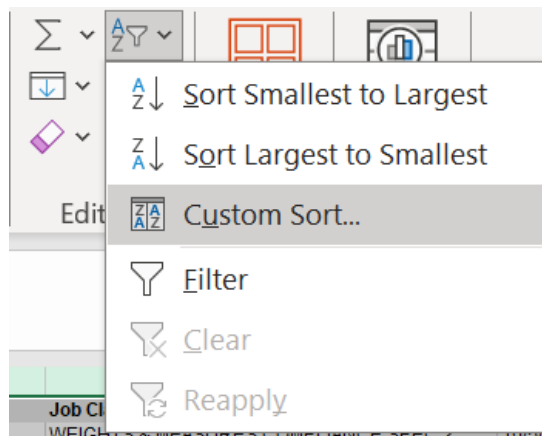 Sort Smallest to Largest
Sort Largest to Smallest
Edit
Custom Sort...
Filter
Clear
Reapply
Job Cl